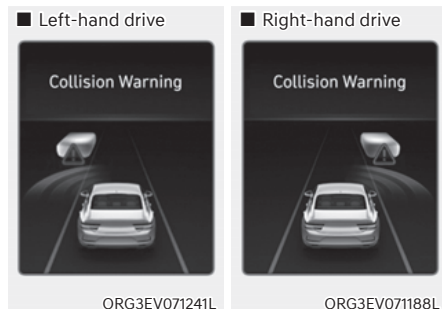 ■ Left-hand drive
Collision Warning
ORG3EV071241L
■ Right-hand drive
Collision Warning
ORG3EV071188L